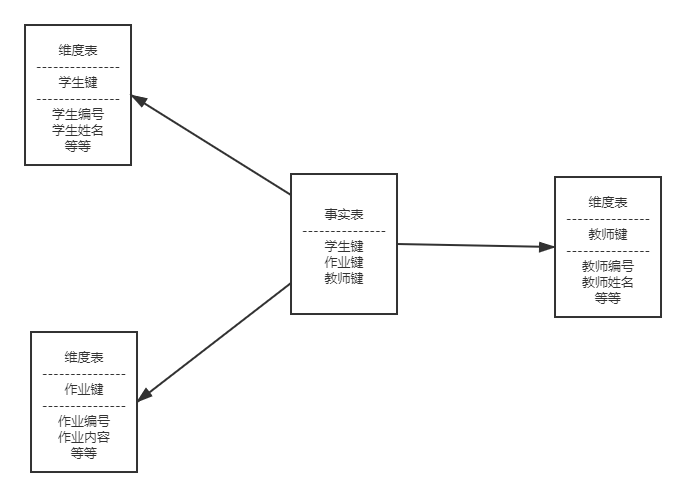 维度表
学生键
学生编号
学生姓名
等等
事实表
学生键
作业键
教师键
维度表
教师键
教师编号
教师姓名
等等
维度表
作业键
作业编号
作业内容
等等